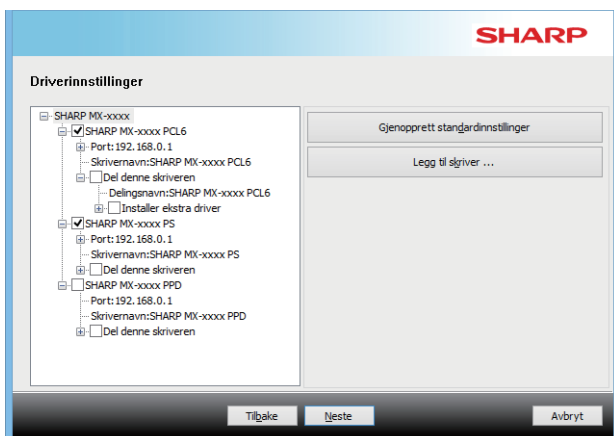 SHARP
Driverinnstillinger
SHARP MX-xxxx
SHARP MX-xxxx PCL6
Port:192.168.0.1
Skrivernavn:SHARP MX-xxxx PCL6
Del denne skriveren
Delingsnavn:SHARP MX-xxxx PCL6
Installer ekstra driver
SHARP MX-xxxx PS
Port:192.168.0.1
Skrivernavn:SHARP MX-xxxx PS
Del denne skriveren
SHARP MX-xxxx PPD
Port:192.168.0.1
Skrivernavn:SHARP MX-xxxx PPD
Del denne skriveren
Gjenopprett standardinnstillinger
Legg til skriver ...
Tilbake
Neste
Avbryt